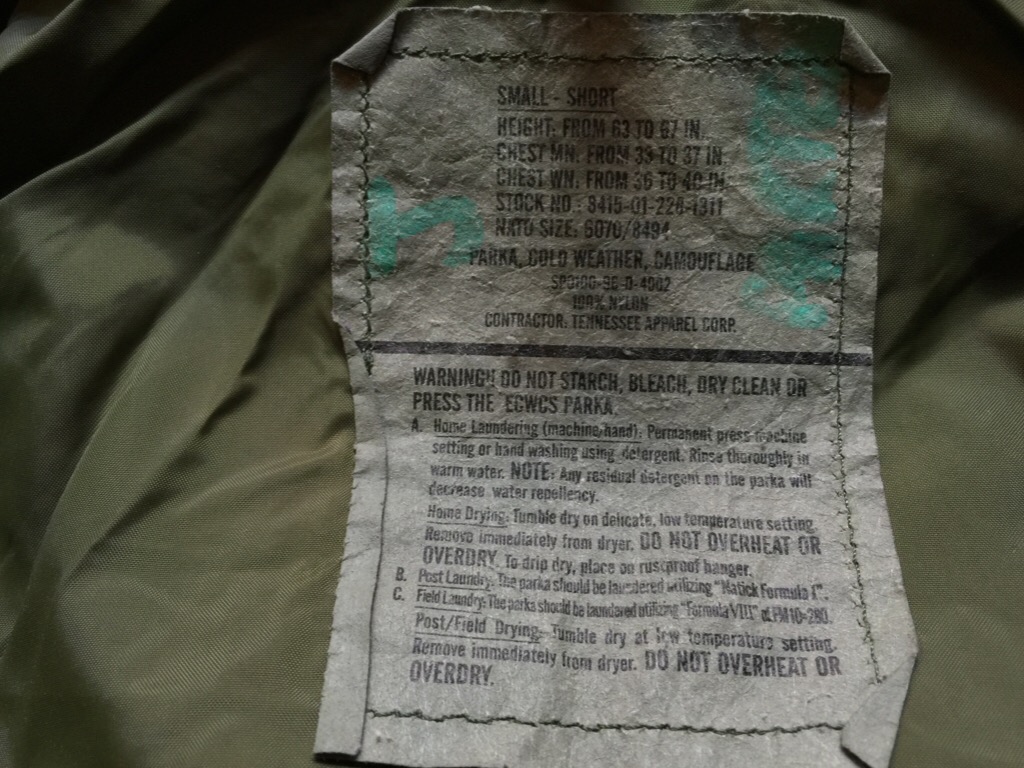 SMALL - SHORT
HEIGHT: FROM 63 TO 67 IN.
CHEST MN. FROM 33 TO 37 IN.
CHEST WN. FROM 36 TO 40 IN.
STOCK NO.: 8415-01-228-1311
NATO SIZE: 6070/8494
PARKA, COLD WEATHER, CAMOUFLAGE
100% NYLON
CONTRACTOR: TENNESSEE APPAREL CORP.
WARNING!! DO NOT STARCH, BLEACH, DRY CLEAN OR
PRESS THE ECWCS PARKA.
A. Home Laundering (machine/hand): Permanent press machine
setting or hand washing using detergent. Rinse thoroughly in
warm water. NOTE: Any residual detergent on the parka will
decrease water repellency.
Home Drying: Tumble dry on delicate, low temperature setting.
Remove immediately from dryer. DO NOT OVERHEAT OR
OVERDRY. To drip dry, place on rustproof hanger.
B. Post Laundry: The parka should be laundered utilizing "Natick Formula I".
C. Field Laundry: The parka should be laundered utilizing "Formula VIII" of FM10-280.
Post/Field Drying: Tumble dry at low temperature setting.
Remove immediately from dryer. DO NOT OVERHEAT OR
OVERDRY.